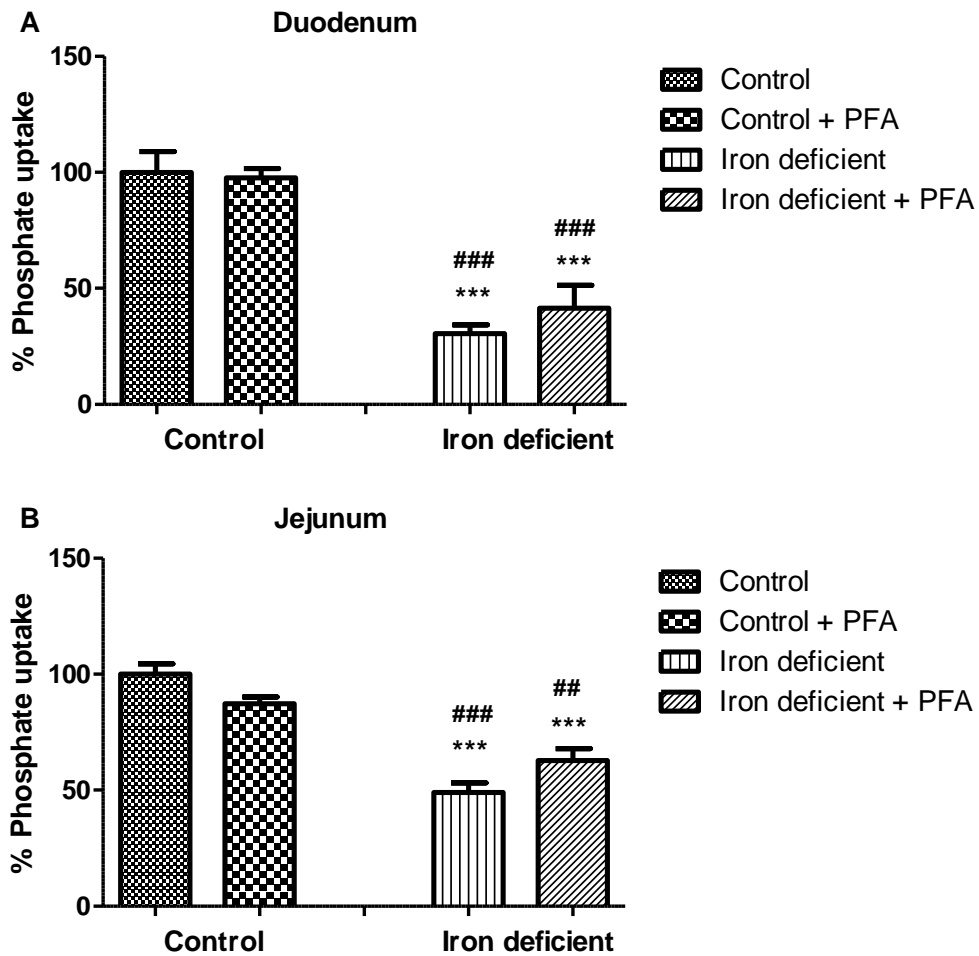 A
Duodenum
% Phosphate uptake
150
100
50
0
###
***
###
***
Control
Iron deficient
Control
Control + PFA
Iron deficient
Iron deficient + PFA
B
Jejunum
% Phosphate uptake
150
100
50
0
###
***
##
***
Control
Iron deficient
Control
Control + PFA
Iron deficient
Iron deficient + PFA